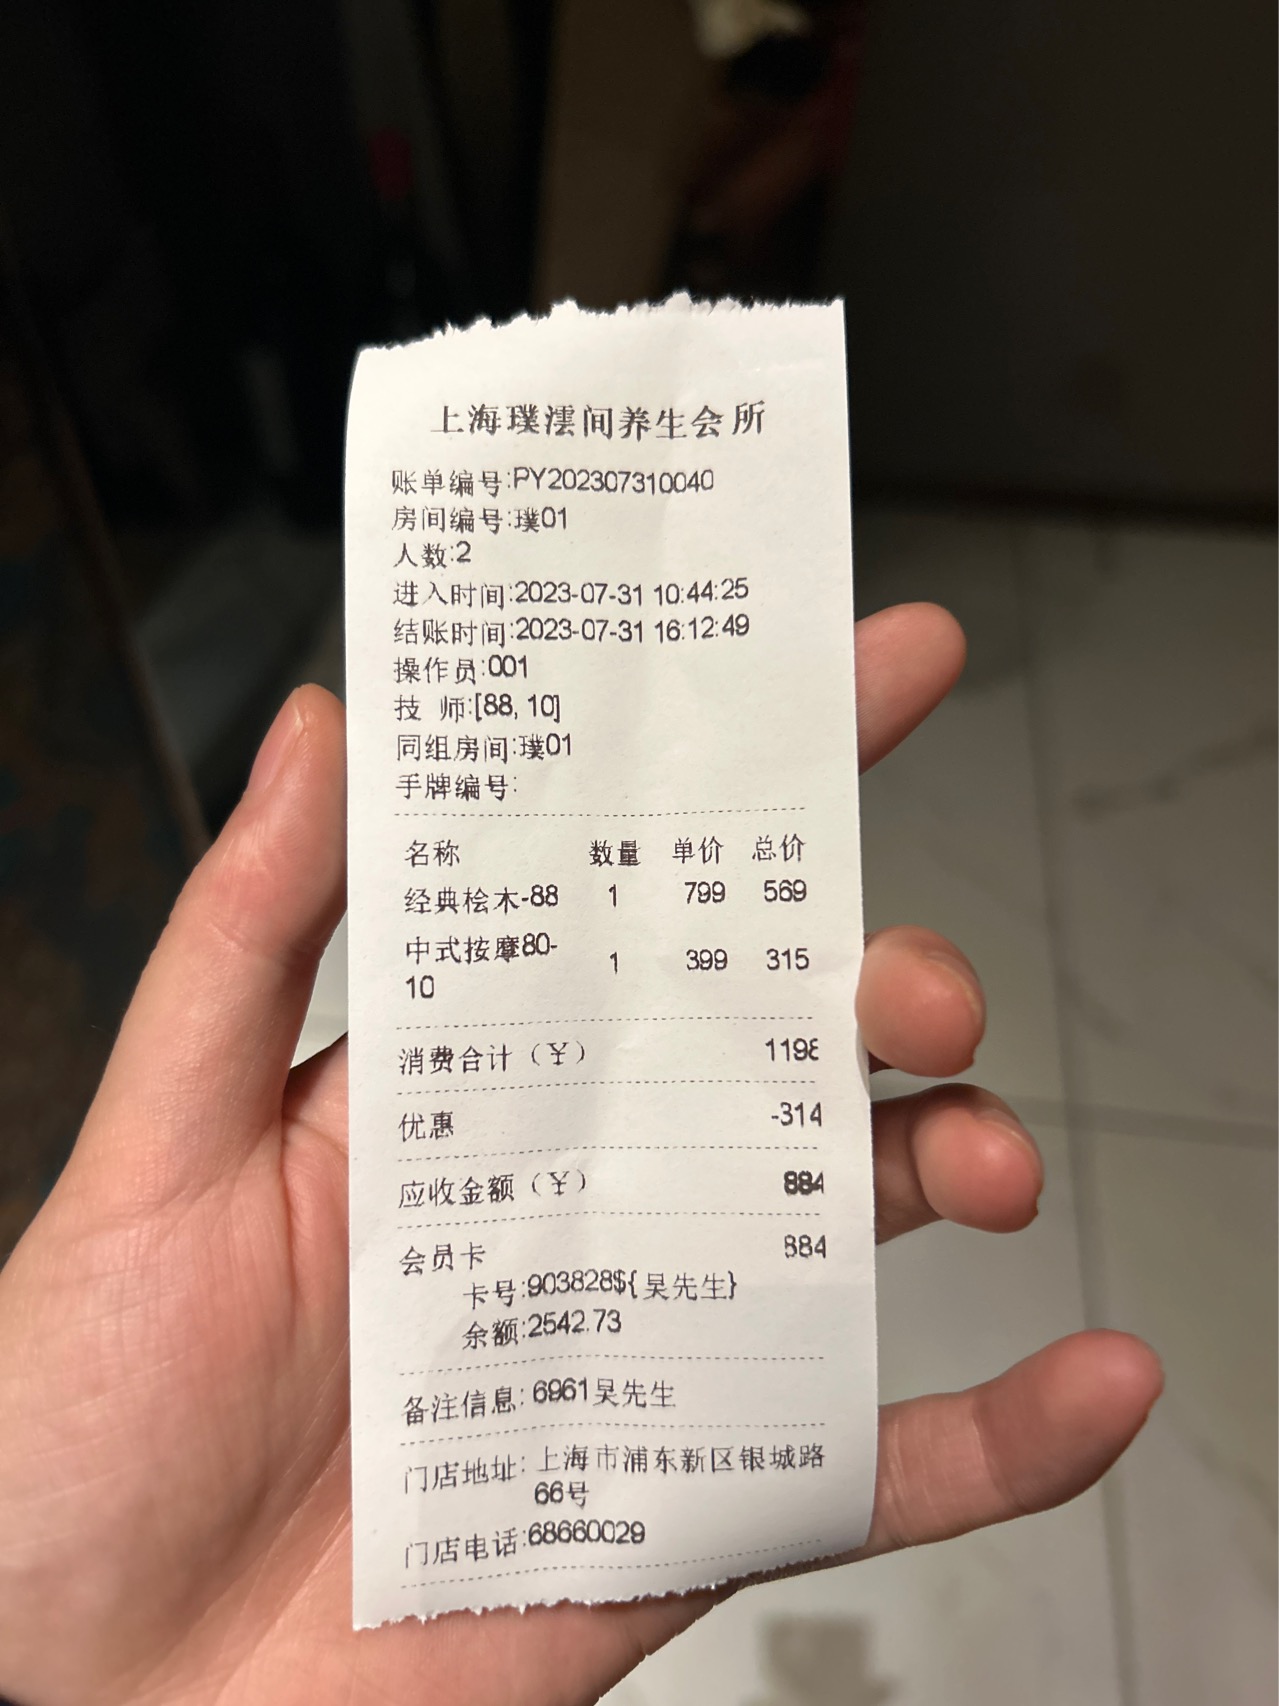 上海璞澐间养生会所
账单编号:PY202307310040
房间编号:璞01
人数:2
进入时间:2023-07-31 10:44:25
结账时间:2023-07-31 16:12:49
操作员:001
技 师:[88, 10]
同组房间:璞01
手牌编号:
名称 数量 单价 总价
经典桧木-88 1 799 569
中式按摩80- 1 399 315
10
消费合计（￥） 1198
优惠 -314
应收金额（￥） 884
会员卡 884
卡号:903828${吴先生}
余额:2542.73
备注信息: 6961吴先生
门店地址: 上海市浦东新区银城路
66号
门店电话:68660029